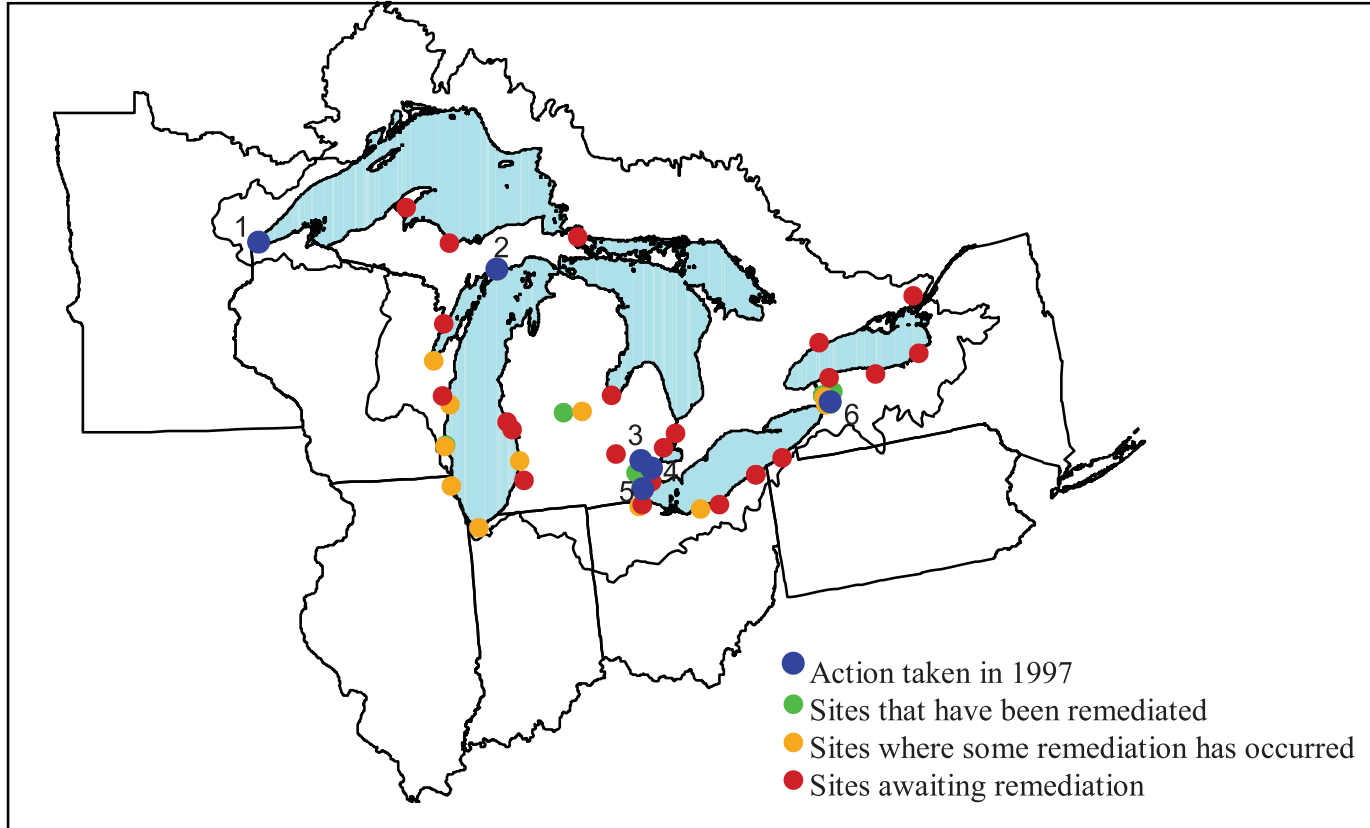 1
2
3
4
5
6
Action taken in 1997
Sites that have been remediated
Sites where some remediation has occurred
Sites awaiting remediation